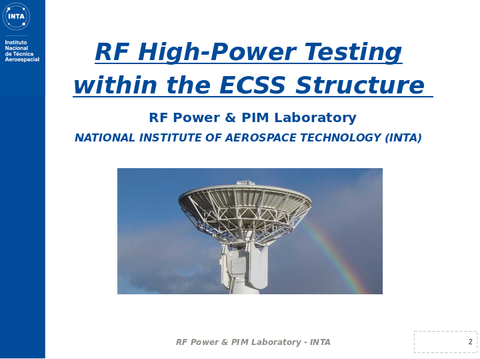 INTA
Instituto
Nacional
de Técnica
Aeroespacial
RF High-Power Testing
within the ECSS Structure
RF Power & PIM Laboratory
NATIONAL INSTITUTE OF AEROSPACE TECHNOLOGY (INTA)
RF Power & PIM Laboratory - INTA
2